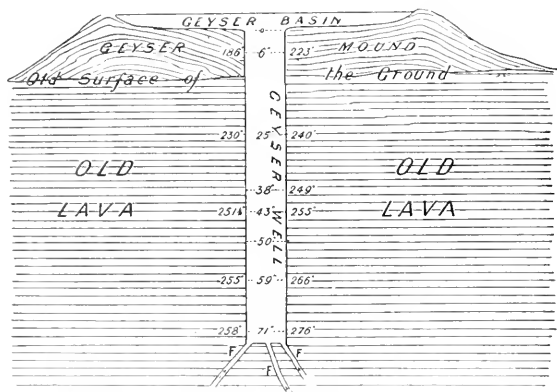 GEYSER BASIN
0
GEYSER MOUND
186° 6° 223°
Old Surface of the Ground
GEYSER WELL
230° 25° 240°
OLD LAVA
OLD LAVA
38° 249°
251½ 43° 255°
50°
255° 59° 266°
258° 71° 276°
F F
F